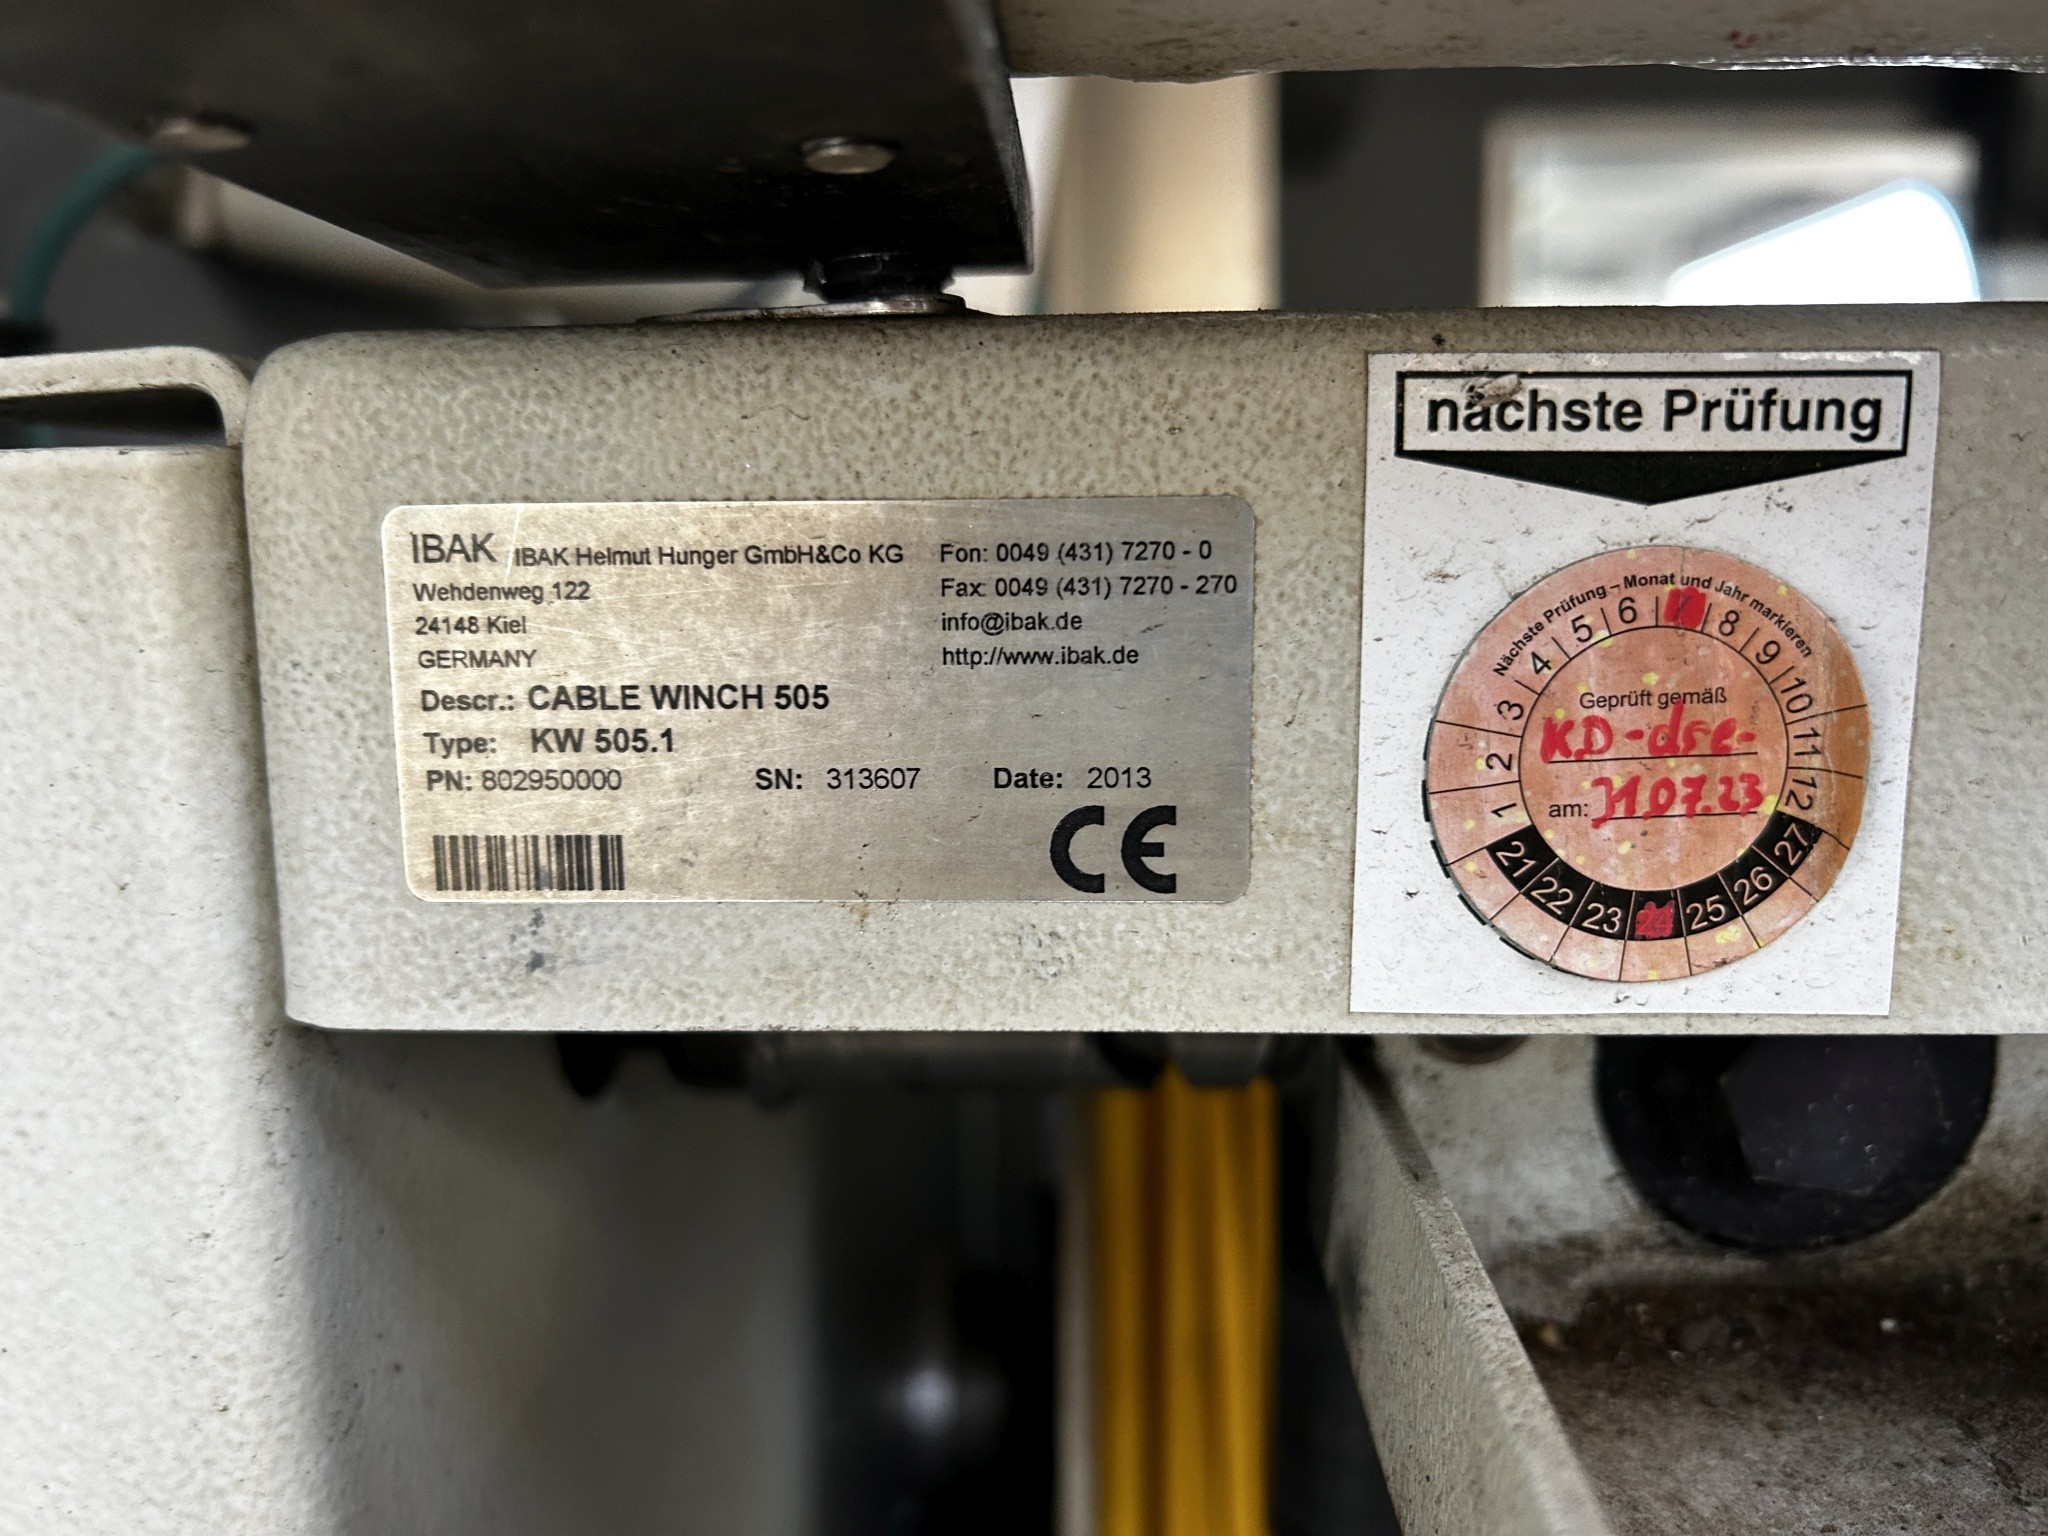 IBAK IBAK Helmut Hunger GmbH&Co KG
Wehdenweg 122
24148 Kiel
GERMANY
Fon: 0049 (431) 7270 - 0
Fax: 0049 (431) 7270 - 270
info@ibak.de
http://www.ibak.de
Descr.: CABLE WINCH 505
Type: KW 505.1
PN: 802950000 SN: 313607 Date: 2013
CE
nächste Prüfung
Nächste Prüfung – Monat und Jahr markieren
1 2 3 4 5 6 7 8 9 10 11 12
Geprüft gemäß
KD-dse-
am: 31.07.23
21 22 23 24 25 26 27